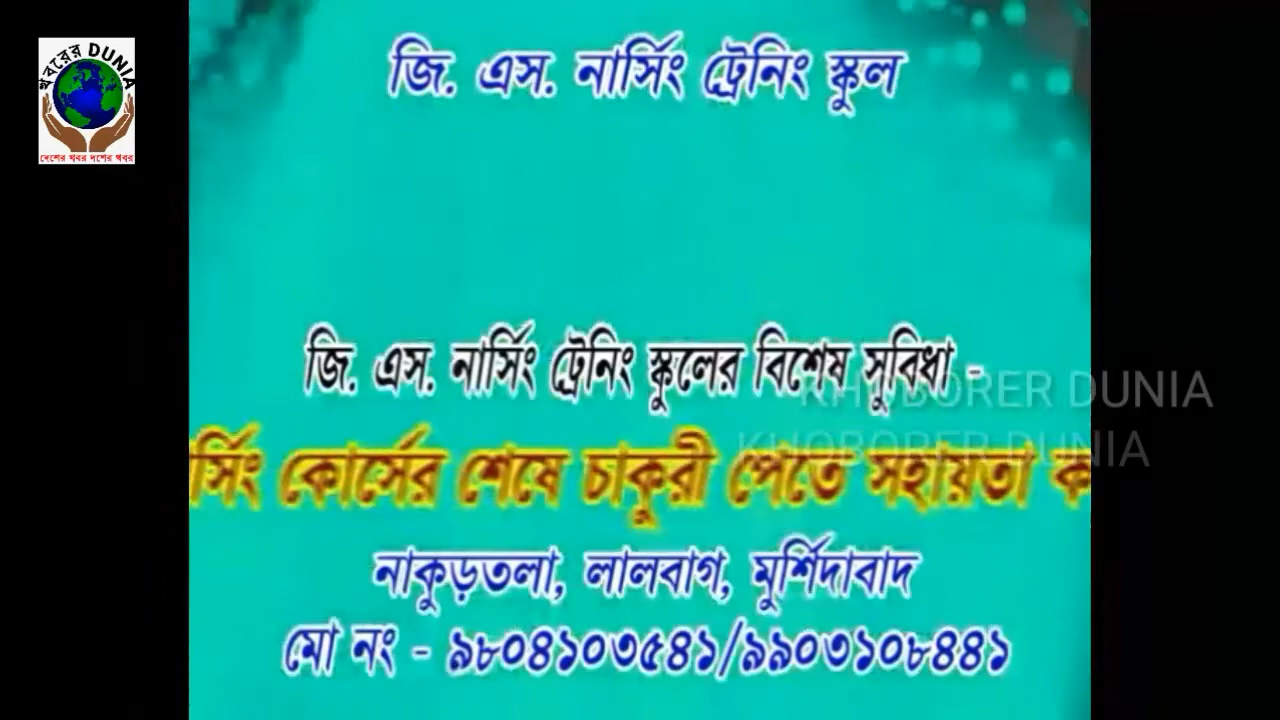 খবরের DUNIA
দেশের খবর দশের খবর
জি. এস. নার্সিং ট্রেনিং স্কুল
জি. এস. নার্সিং ট্রেনিং স্কুলের বিশেষ সুবিধা -
KHOBORER DUNIA
KHOBORER DUNIA
র্সিং কোর্সের শেষে চাকুরী পেতে সহায়তা ক
নাকুড়তলা, লালবাগ, মুর্শিদাবাদ
মো নং - ৯৮০৪১০৩৫৪১/৯৯০৩১০৮৪৪১